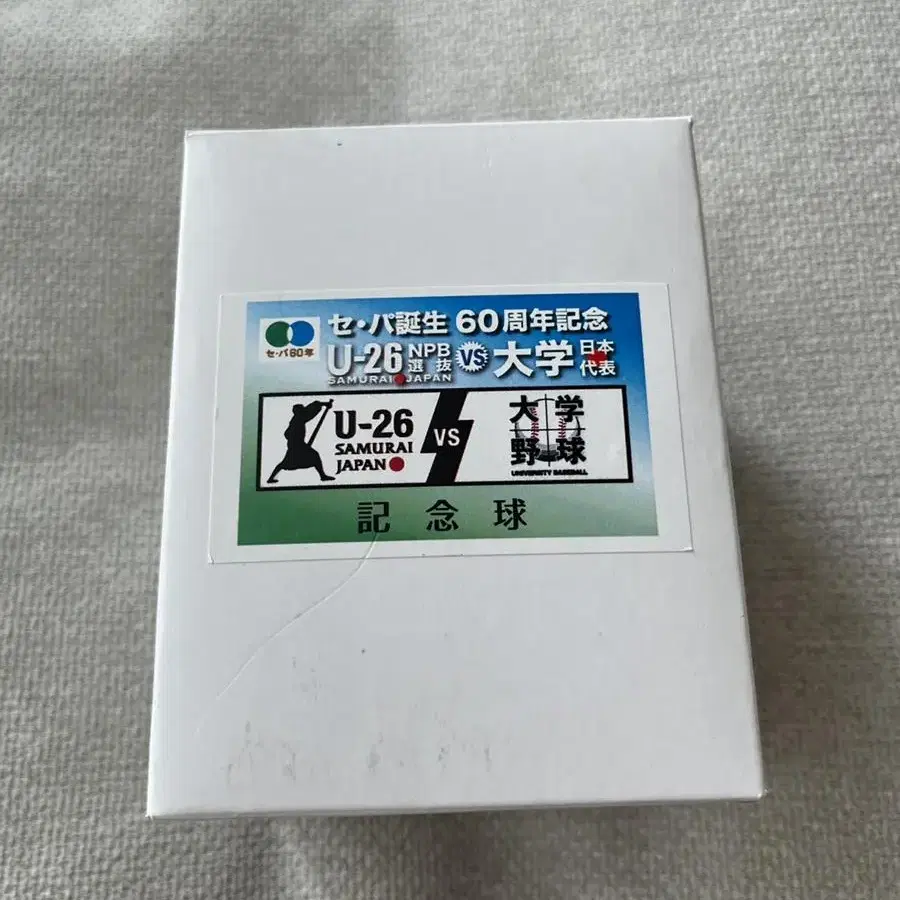 セ・パ誕生 60周年記念
セ・パ60年
U-26 NPB選抜 VS 大学 日本代表
SAMURAI JAPAN
U-26
SAMURAI
JAPAN
VS
大学
野球
UNIVERSITY BASEBALL
記念球